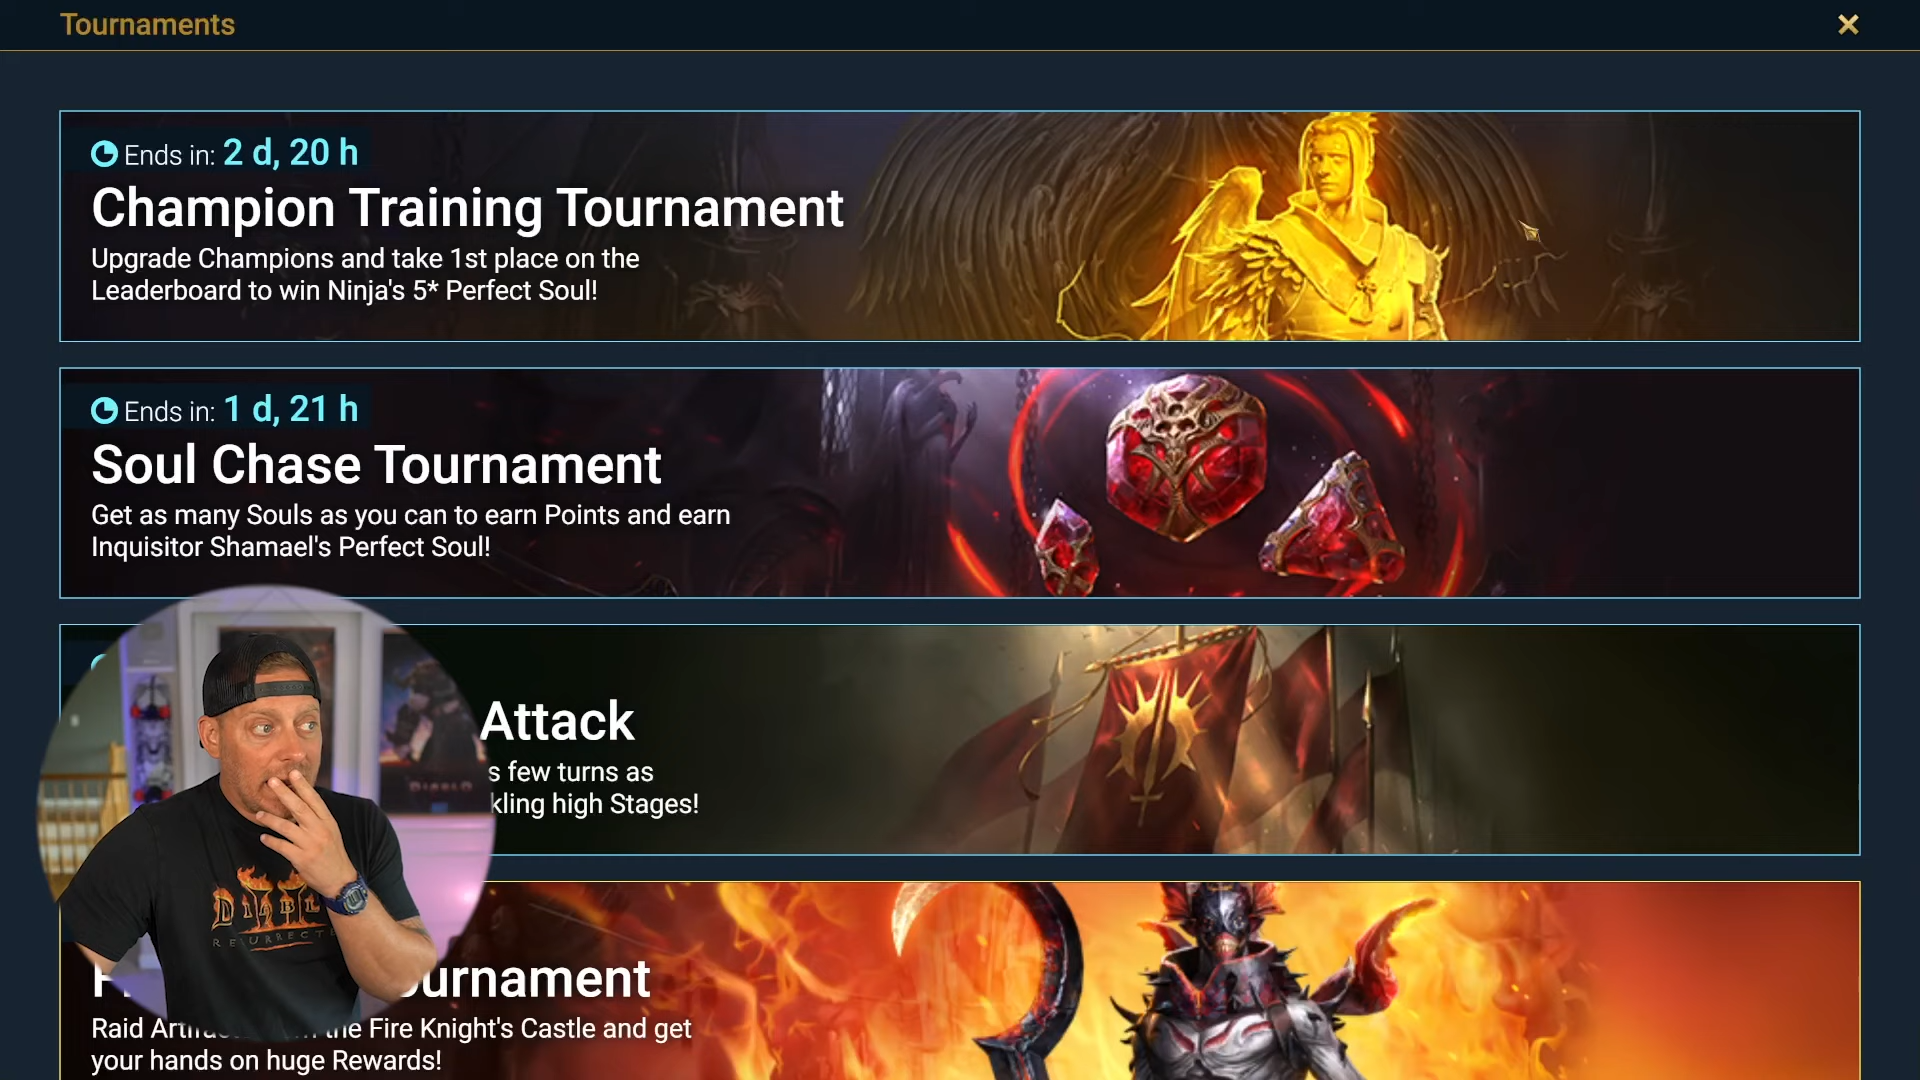 Tournaments
Ends in: 2 d, 20 h
Champion Training Tournament
Upgrade Champions and take 1st place on the
Leaderboard to win Ninja's 5* Perfect Soul!
Ends in: 1 d, 21 h
Soul Chase Tournament
Get as many Souls as you can to earn Points and earn
Inquisitor Shamael's Perfect Soul!
Attack
few turns as
high Stages!
DIABLO
Tournament
Raid the Fire Knight's Castle and get
your hands on huge Rewards!